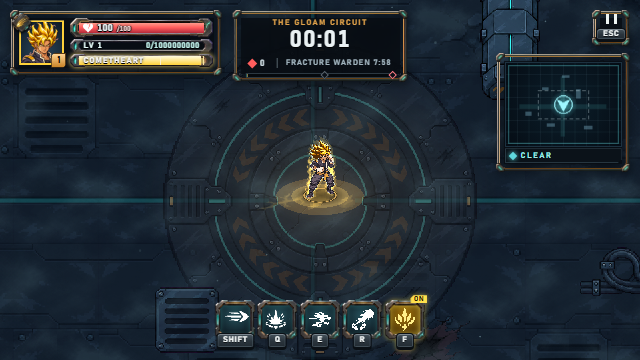 100 /100
LV 1
0/1000000000
COMETHEART
1
THE GLOAM CIRCUIT
00:01
0
FRACTURE WARDEN 7:58
ESC
CLEAR
ON
SHIFT
Q
E
R
F